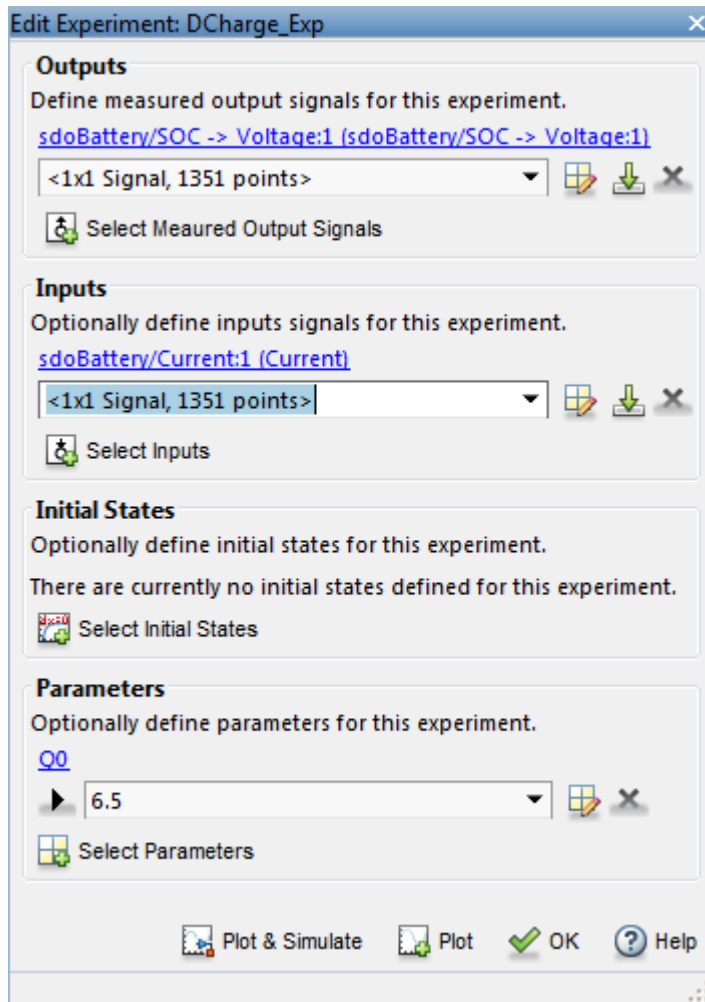 Edit Experiment: DCharge_Exp
Outputs
Define measured output signals for this experiment.
sdoBattery/SOC -> Voltage:1 (sdoBattery/SOC -> Voltage:1)
<1x1 Signal, 1351 points>
Select Meaured Output Signals
Inputs
Optionally define inputs signals for this experiment.
sdoBattery/Current:1 (Current)
<1x1 Signal, 1351 points>
Select Inputs
Initial States
Optionally define initial states for this experiment.
There are currently no initial states defined for this experiment.
Select Initial States
Parameters
Optionally define parameters for this experiment.
Q0
6.5
Select Parameters
Plot & Simulate Plot OK Help